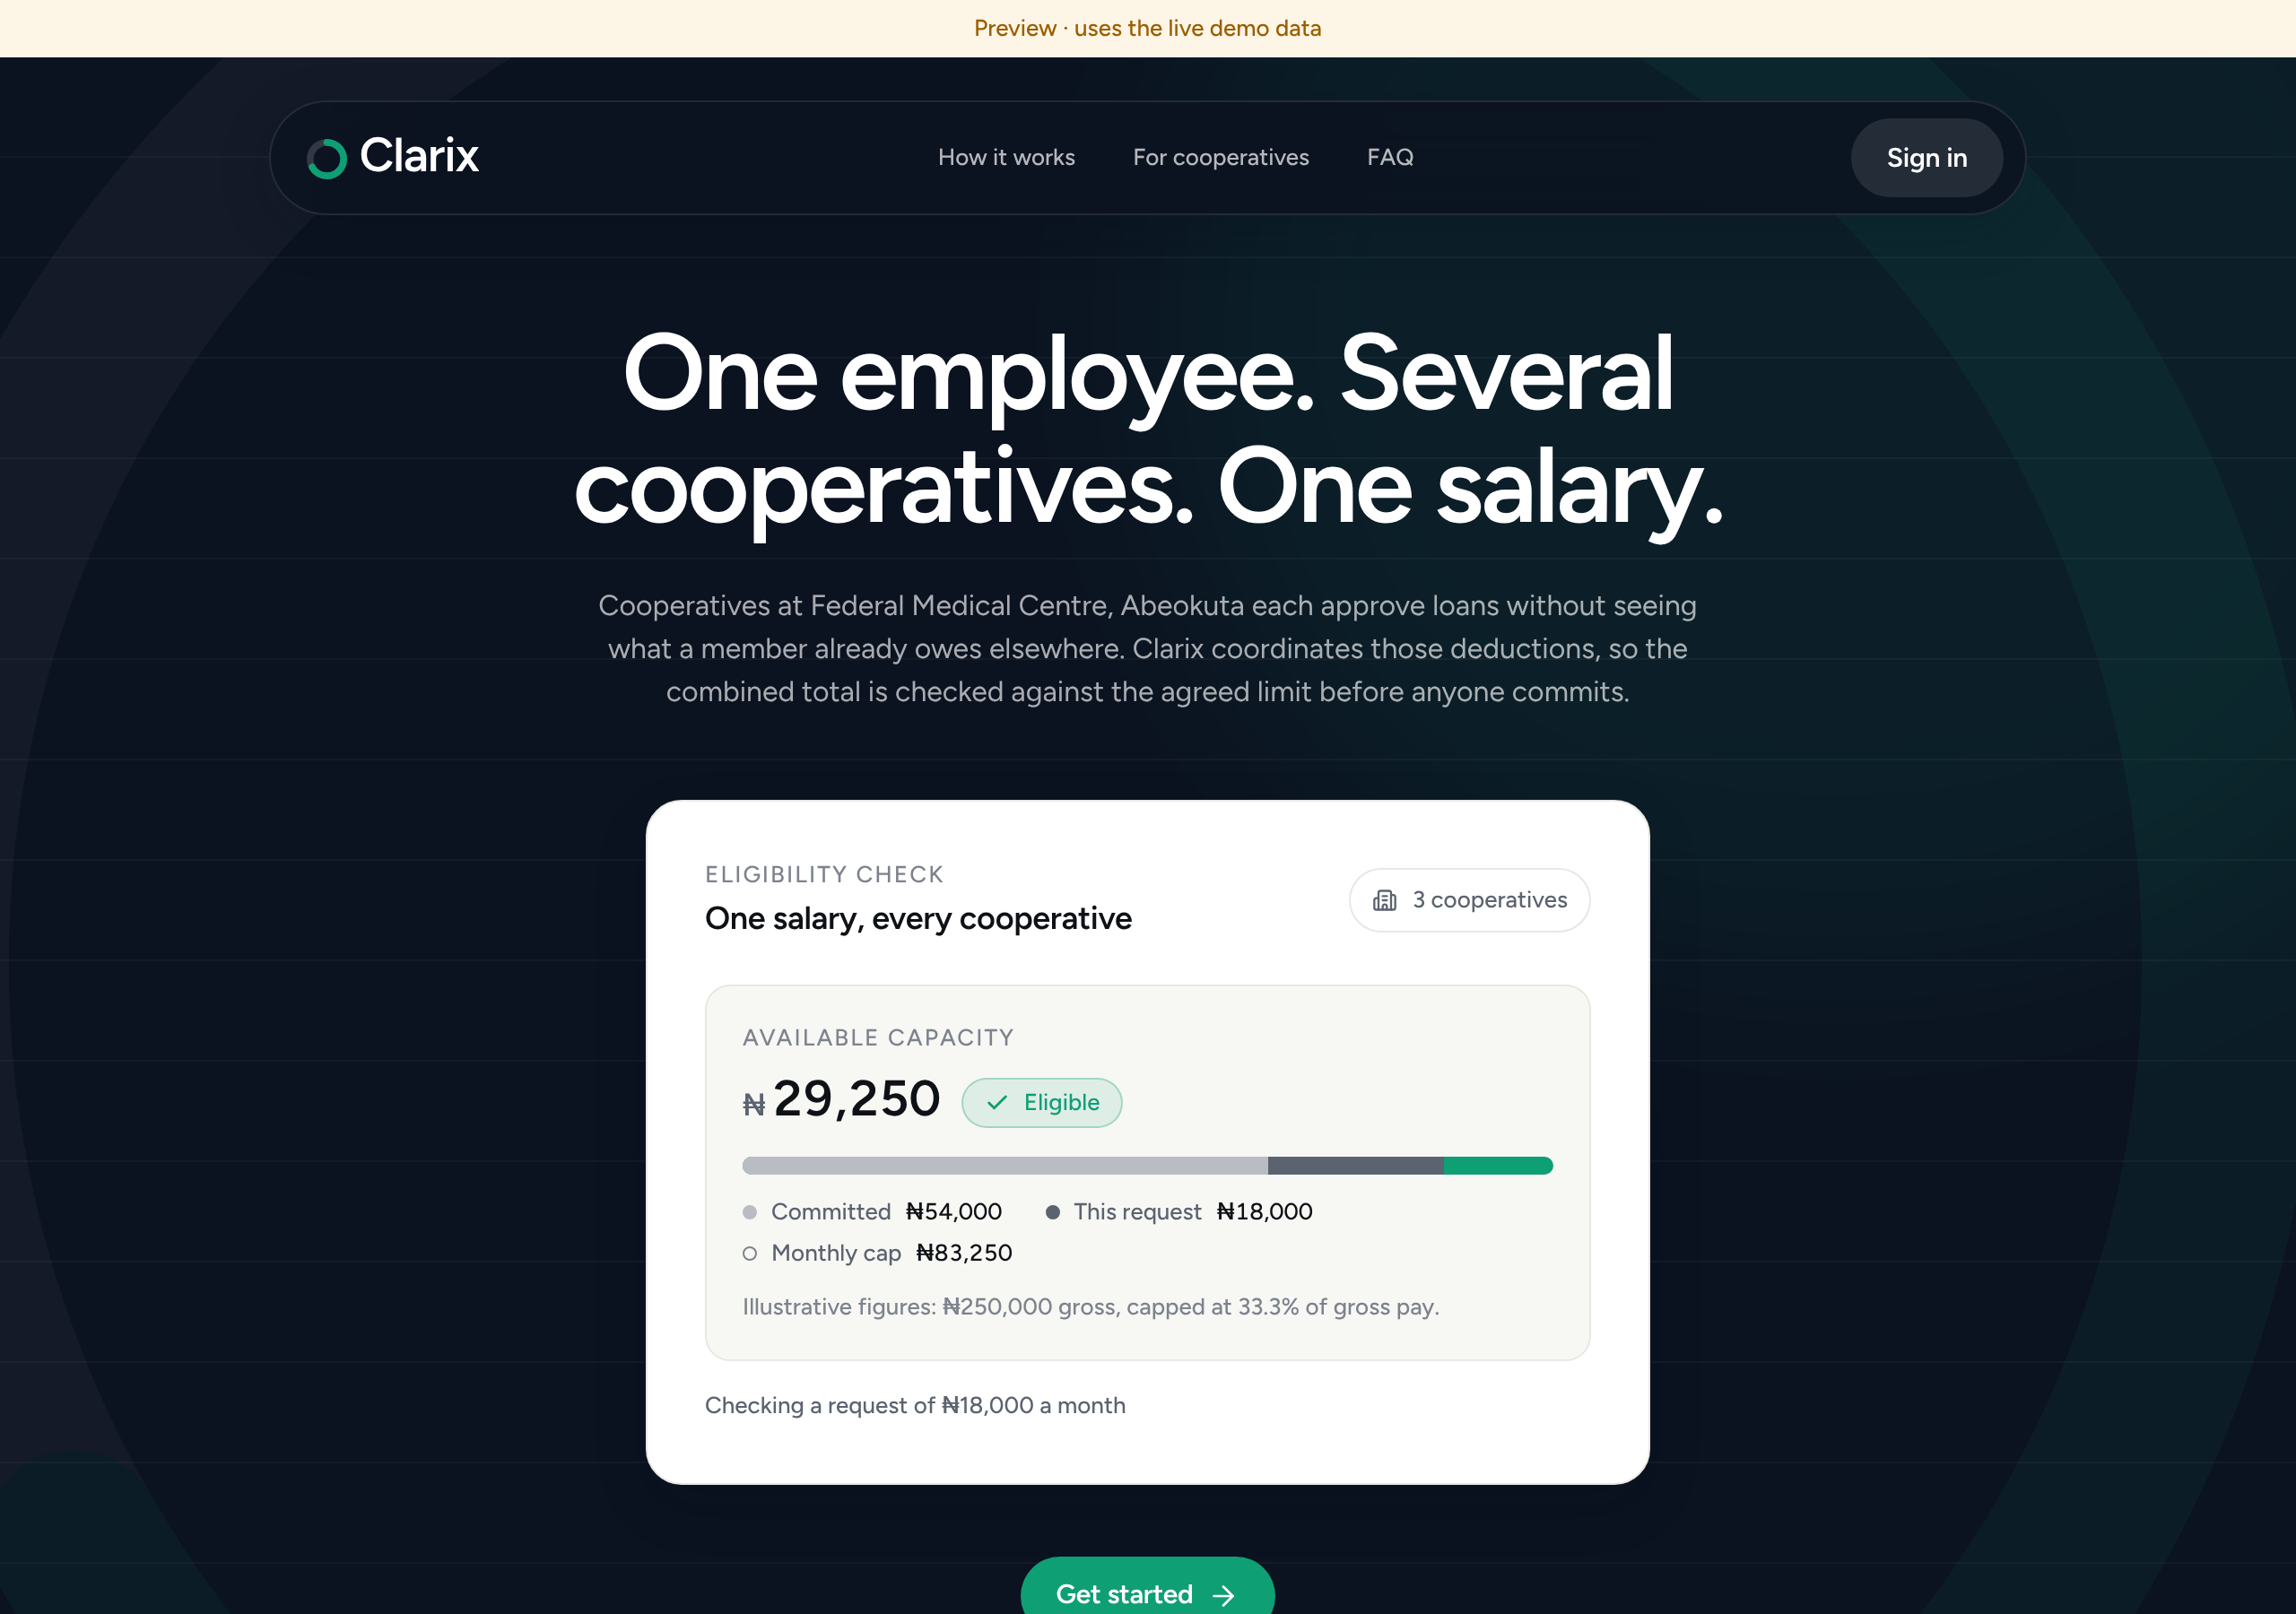 Preview · uses the live demo data
Clarix
How it works
For cooperatives
FAQ
Sign in
One employee. Several
cooperatives. One salary.
Cooperatives at Federal Medical Centre, Abeokuta each approve loans without seeing
what a member already owes elsewhere. Clarix coordinates those deductions, so the
combined total is checked against the agreed limit before anyone commits.
ELIGIBILITY CHECK
One salary, every cooperative
3 cooperatives
AVAILABLE CAPACITY
₦29,250
Eligible
Committed ₦54,000
This request ₦18,000
Monthly cap ₦83,250
Illustrative figures: ₦250,000 gross, capped at 33.3% of gross pay.
Checking a request of ₦18,000 a month
Get started